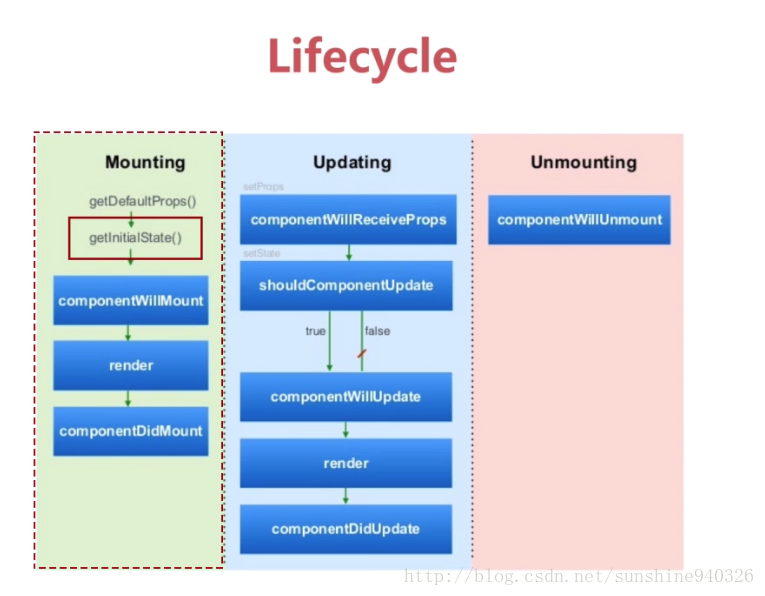 Lifecycle
Mounting
getDefaultProps()
getInitialState()
componentWillMount
render
componentDidMount
Updating
setProps
componentWillReceiveProps
setState
shouldComponentUpdate
true
false
componentWillUpdate
render
componentDidUpdate
Unmounting
componentWillUnmount
http://blog.csdn.net/sunshine940326